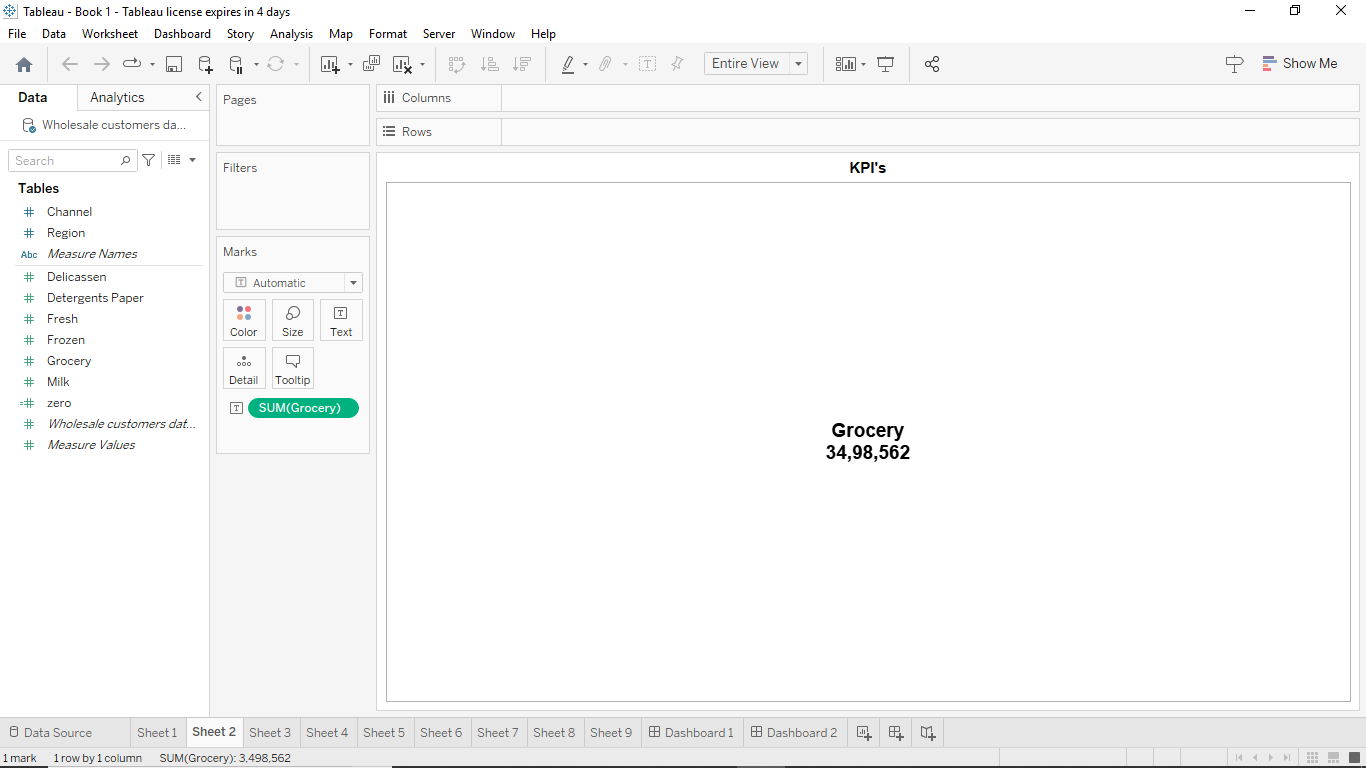 Tableau - Book 1 - Tableau license expires in 4 days
File Data Worksheet Dashboard Story Analysis Map Format Server Window Help
Entire View
Show Me
Data Analytics
Wholesale customers da...
Search
Tables
Channel
Region
Abc Measure Names
Delicassen
Detergents Paper
Fresh
Frozen
Grocery
Milk
zero
Wholesale customers dat...
Measure Values
Pages
Filters
Marks
T Automatic
Color Size Text
Detail Tooltip
T SUM(Grocery)
Columns
Rows
KPI's
Grocery
34,98,562
Data Source Sheet 1 Sheet 2 Sheet 3 Sheet 4 Sheet 5 Sheet 6 Sheet 7 Sheet 8 Sheet 9 Dashboard 1 Dashboard 2
1 mark 1 row by 1 column SUM(Grocery): 3,498,562